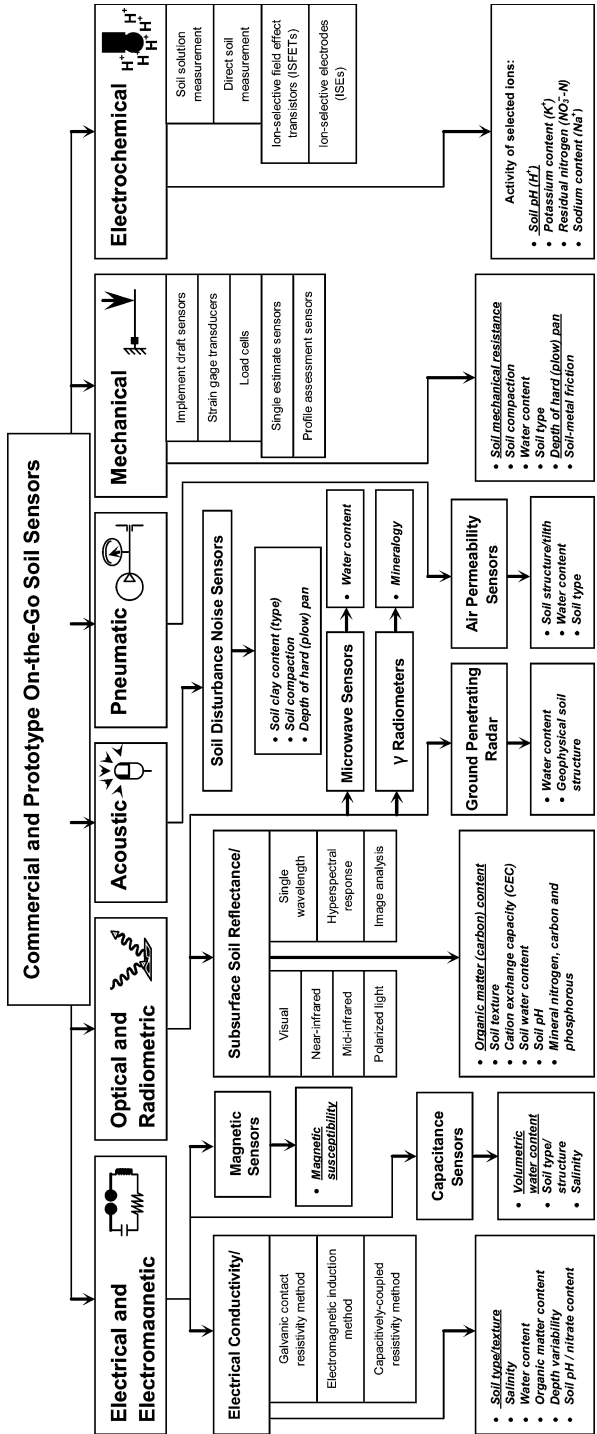 Commercial and Prototype On-the-Go Soil Sensors
Electrical and
Electromagnetic
Optical and
Radiometric
Acoustic
Pneumatic
Mechanical
Electrochemical
H+
H+
H+
H+
H+
Electrical Conductivity/
Galvanic contact
resistivity method
Electromagnetic induction
method
Capacitively-coupled
resistivity method
• Soil type/texture
• Salinity
• Water content
• Organic matter content
• Depth variability
• Soil pH / nitrate content
Magnetic
Sensors
• Magnetic
susceptibility
Capacitance
Sensors
• Volumetric
water content
• Soil type/
structure
• Salinity
Subsurface Soil Reflectance/
Visual
Near-infrared
Mid-infrared
Polarized light
Single
wavelength
Hyperspectral
response
Image analysis
• Organic matter (carbon) content
• Soil texture
• Cation exchange capacity (CEC)
• Soil water content
• Soil pH
• Mineral nitrogen, carbon and
phosphorous
Soil Disturbance Noise Sensors
• Soil clay content (type)
• Soil compaction
• Depth of hard (plow) pan
Microwave Sensors
• Water content
γ Radiometers
• Mineralogy
Ground Penetrating
Radar
• Water content
• Geophysical soil
structure
Air Permeability
Sensors
• Soil structure/tilth
• Water content
• Soil type
Implement draft sensors
Strain gage transducers
Load cells
Single estimate sensors
Profile assessment sensors
• Soil mechanical resistance
• Soil compaction
• Water content
• Soil type
• Depth of hard (plow) pan
• Soil-metal friction
Soil solution
measurement
Direct soil
measurement
Ion-selective field effect
transistors (ISFETs)
Ion-selective electrodes
(ISEs)
Activity of selected ions:
• Soil pH (H+)
• Potassium content (K+)
• Residual nitrogen (NO3−-N)
• Sodium content (Na+)